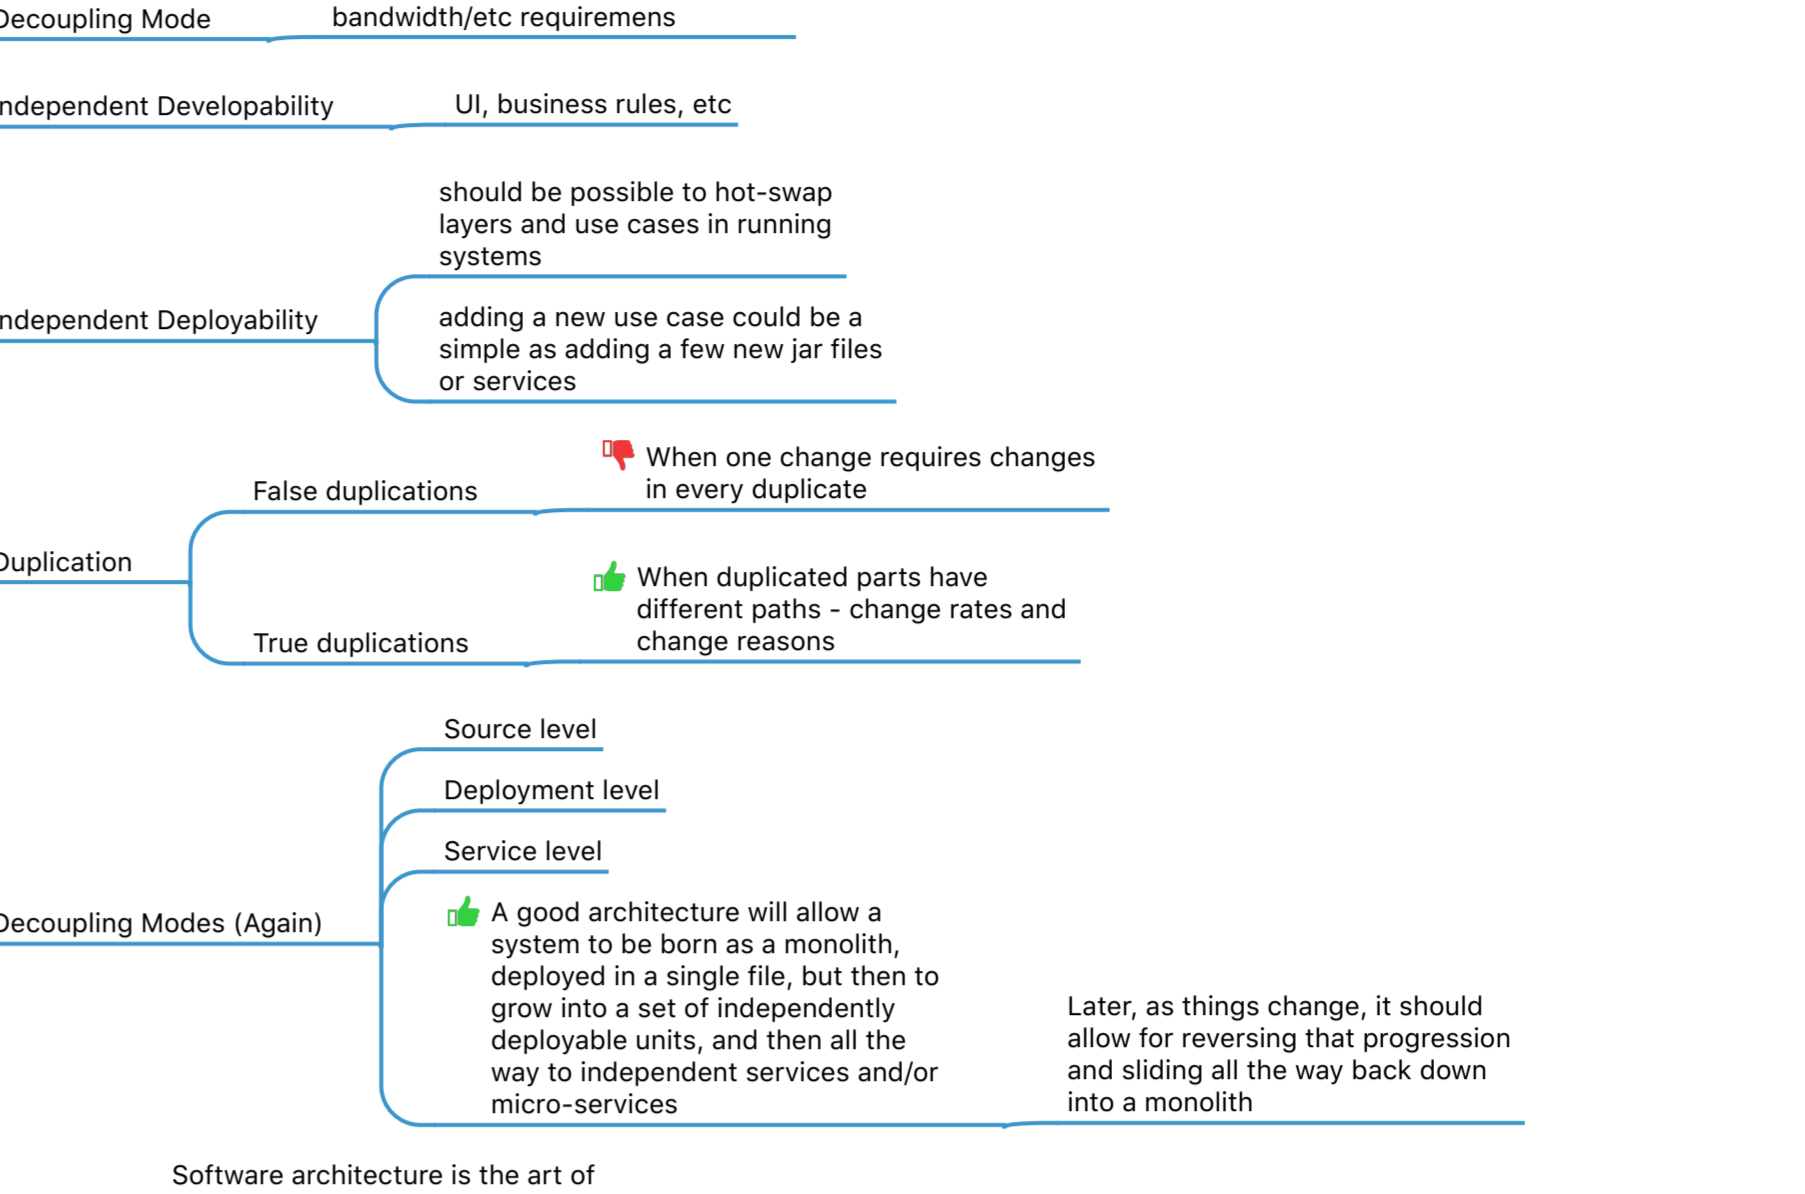 Decoupling Mode
bandwidth/etc requiremens
ndependent Developability
UI, business rules, etc
should be possible to hot-swap
layers and use cases in running
systems
ndependent Deployability
adding a new use case could be a
simple as adding a few new jar files
or services
When one change requires changes
in every duplicate
False duplications
Duplication
When duplicated parts have
different paths - change rates and
change reasons
True duplications
Source level
Deployment level
Service level
Decoupling Modes (Again)
A good architecture will allow a
system to be born as a monolith,
deployed in a single file, but then to
grow into a set of independently
deployable units, and then all the
way to independent services and/or
micro-services
Later, as things change, it should
allow for reversing that progression
and sliding all the way back down
into a monolith
Software architecture is the art of